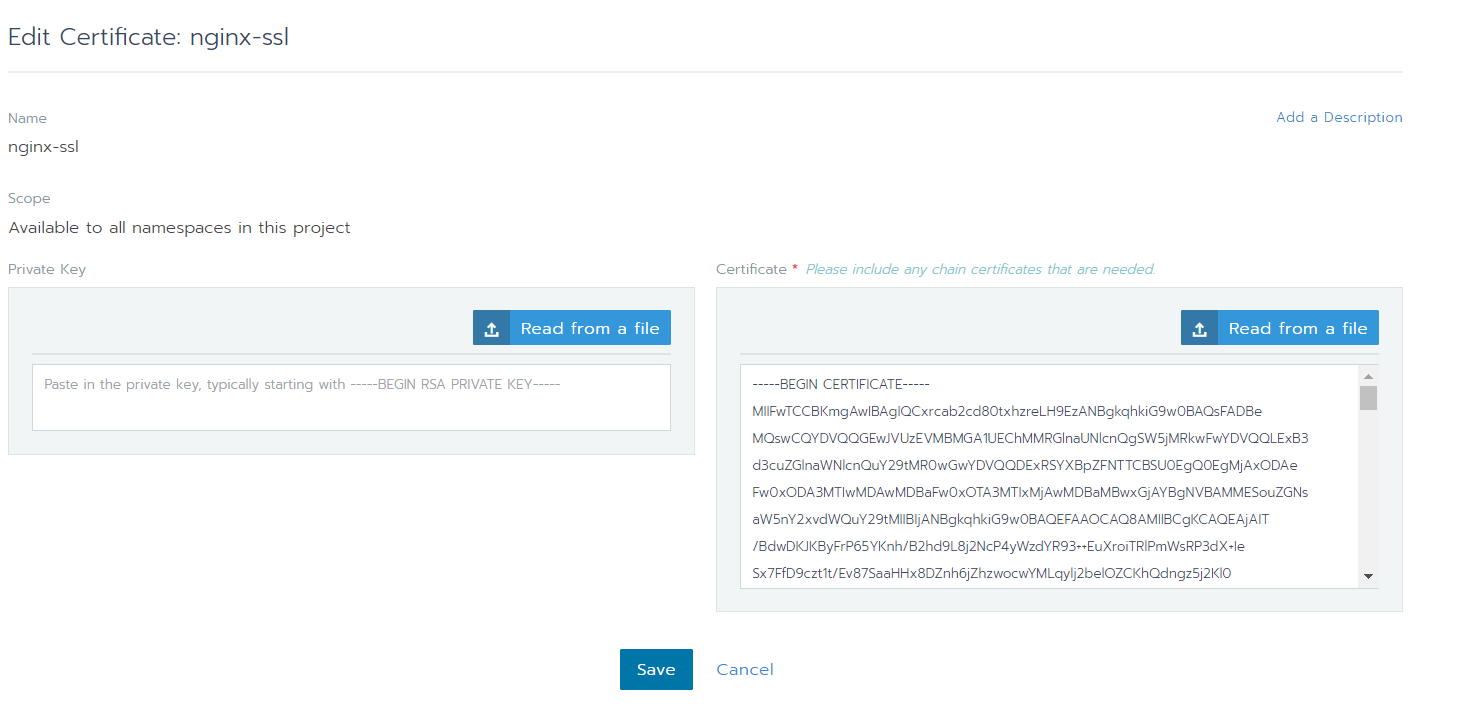 Edit Certificate: nginx-ssl
Name
Add a Description
nginx-ssl
Scope
Available to all namespaces in this project
Private Key
Read from a file
Paste in the private key, typically starting with -----BEGIN RSA PRIVATE KEY-----
Certificate * Please include any chain certificates that are needed.
Read from a file
-----BEGIN CERTIFICATE-----
MIIFwTCCBKmgAwIBAgIQCxrcab2cd80txhzreLH9EzANBgkqhkiG9w0BAQsFADBe
MQswCQYDVQQGEwJVUzEVMBMGA1UEChMMRGlnaUNlcnQgSW5jMRkwFwYDVQQLExB3
d3cuZGlnaWNlcnQuY29tMR0wGwYDVQQDExRSYXBpZFNTTCBSU0EgQ0EgMjAxODAe
Fw0xODA3MTIwMDAwMDBaFw0xOTA3MTIxMjAwMDBaMBwxGjAYBgNVBAMMESouZGNs
aW5nY2xvdWQuY29tMIIBIjANBgkqhkiG9w0BAQEFAAOCAQ8AMIIBCgKCAQEAjAIT
/BdwDKJKByFrP65YKnh/B2hd9L8j2NcP4yWzdYR93++EuXroiTRlPmWsRP3dX+Ie
Sx7FfD9czt1t/Ev87SaaHHx8DZnh6jZhzwocwYMLqylj2belOZCKhQdngz5j2Kl0
Save
Cancel